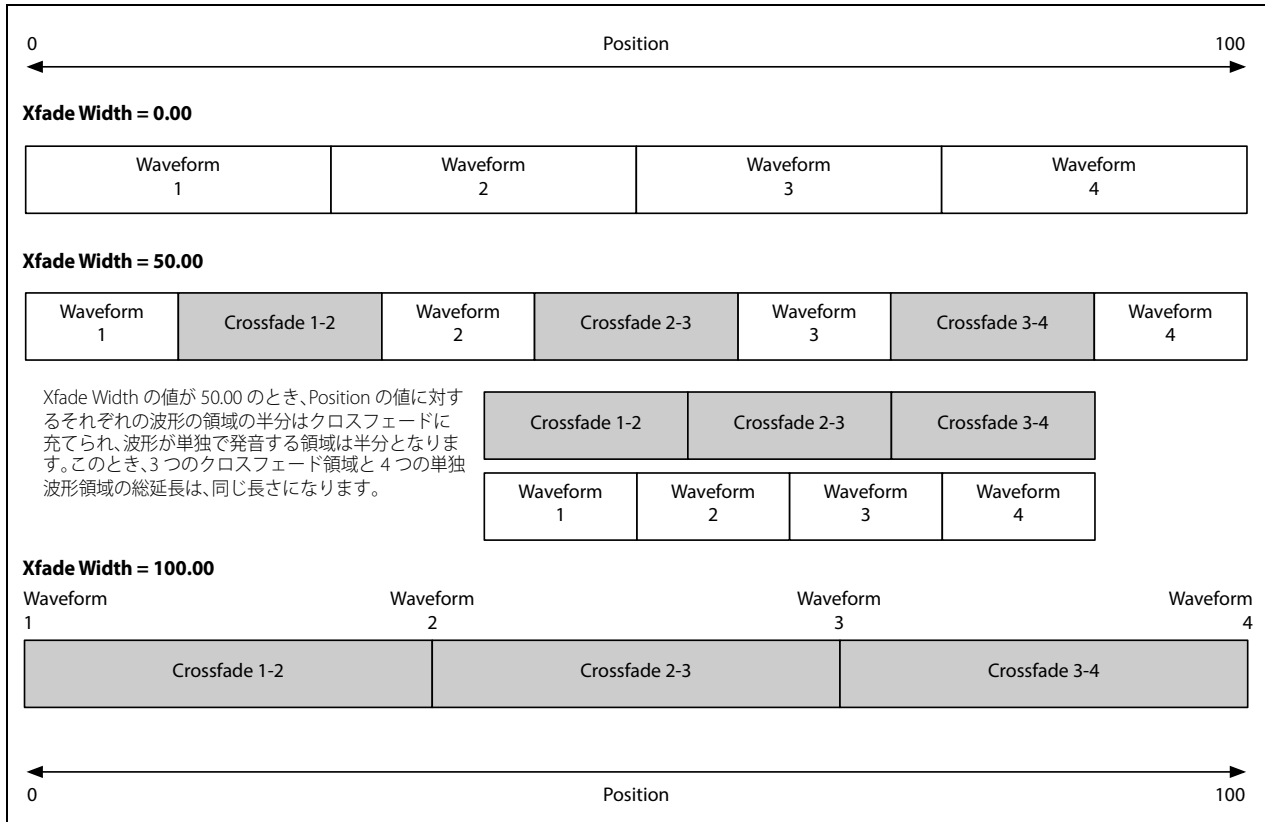 0 Position 100
Xfade Width = 0.00
Waveform 1 Waveform 2 Waveform 3 Waveform 4
Xfade Width = 50.00
Waveform 1 Crossfade 1-2 Waveform 2 Crossfade 2-3 Waveform 3 Crossfade 3-4 Waveform 4
Xfade Width の値が 50.00 のとき、Position の値に対す
るそれぞれの波形の領域の半分はクロスフェードに
充てられ、波形が単独で発音する領域は半分となりま
す。このとき、3 つのクロスフェード領域と 4 つの単独
波形領域の総延長は、同じ長さになります。
Crossfade 1-2 Crossfade 2-3 Crossfade 3-4
Waveform 1 Waveform 2 Waveform 3 Waveform 4
Xfade Width = 100.00
Waveform 1 Waveform 2 Waveform 3 Waveform 4
Crossfade 1-2 Crossfade 2-3 Crossfade 3-4
0 Position 100